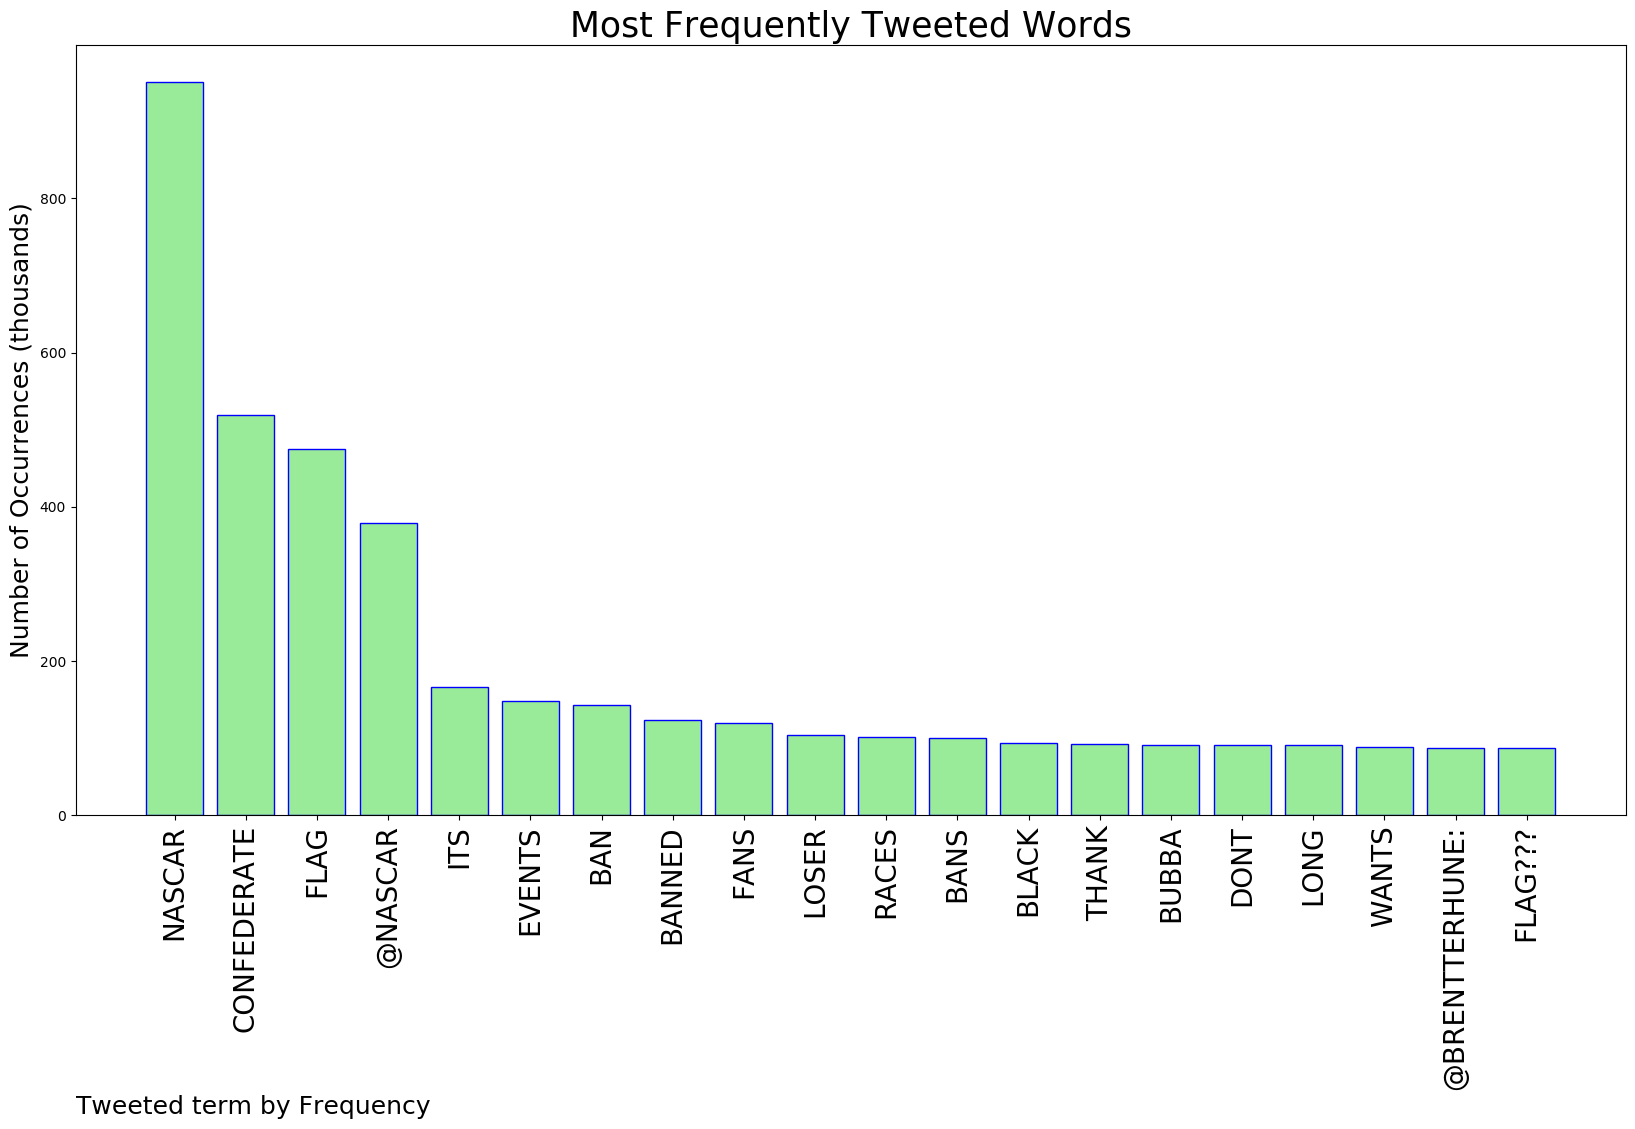 Most Frequently Tweeted Words
Number of Occurrences (thousands)
800
600
400
200
0
NASCAR
CONFEDERATE
FLAG
@NASCAR
ITS
EVENTS
BAN
BANNED
FANS
LOSER
RACES
BANS
BLACK
THANK
BUBBA
DONT
LONG
WANTS
@BRENTTERHUNE:
FLAG???
Tweeted term by Frequency